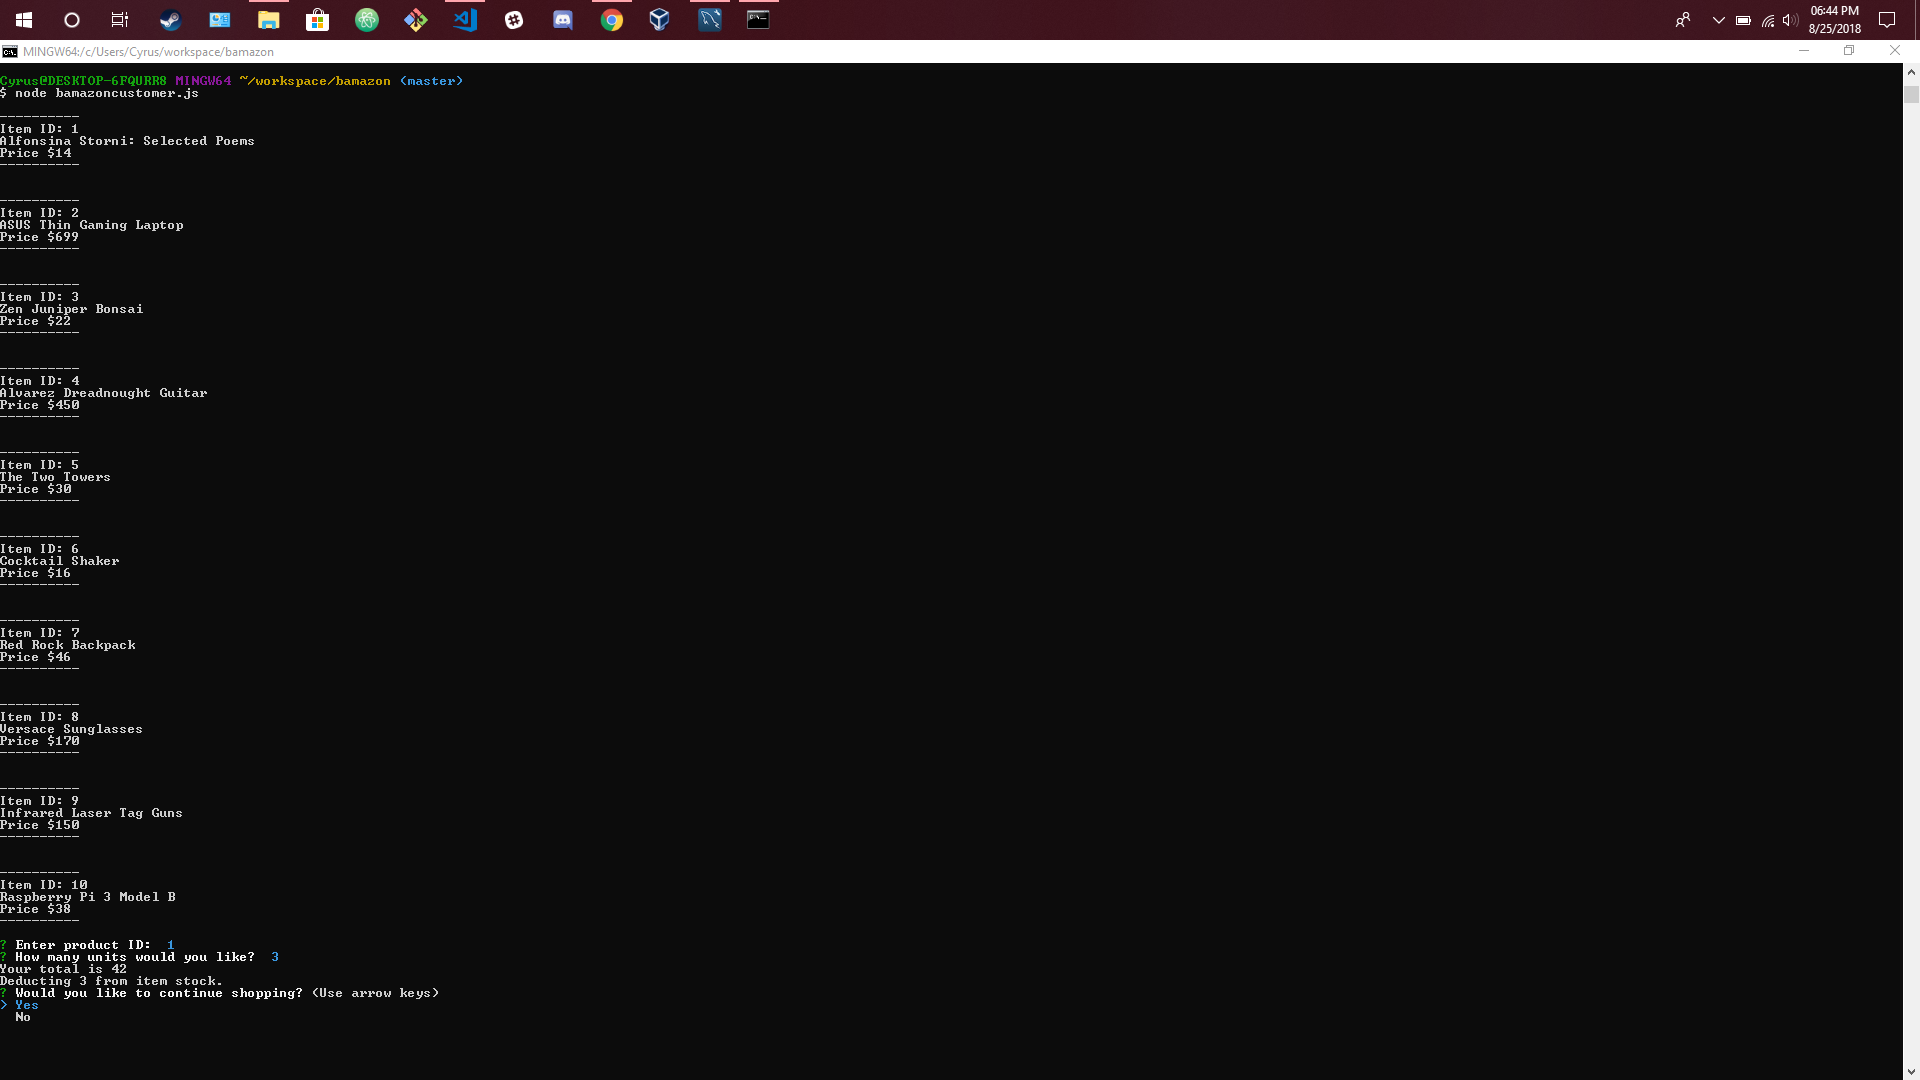 06:44 PM
8/25/2018
MINGW64:/c/Users/Cyrus/workspace/bamazon
Cyrus@DESKTOP-6FQURR8 MINGW64 ~/workspace/bamazon (master)
$ node bamazoncustomer.js
----------
Item ID: 1
Alfonsina Storni: Selected Poems
Price $14
----------
----------
Item ID: 2
ASUS Thin Gaming Laptop
Price $699
----------
----------
Item ID: 3
Zen Juniper Bonsai
Price $22
----------
----------
Item ID: 4
Alvarez Dreadnought Guitar
Price $450
----------
----------
Item ID: 5
The Two Towers
Price $30
----------
----------
Item ID: 6
Cocktail Shaker
Price $16
----------
----------
Item ID: 7
Red Rock Backpack
Price $46
----------
----------
Item ID: 8
Versace Sunglasses
Price $170
----------
----------
Item ID: 9
Infrared Laser Tag Guns
Price $150
----------
----------
Item ID: 10
Raspberry Pi 3 Model B
Price $38
----------
? Enter product ID:  1
? How many units would you like?  3
Your total is 42
Deducting 3 from item stock.
? Would you like to continue shopping? (Use arrow keys)
> Yes
  No